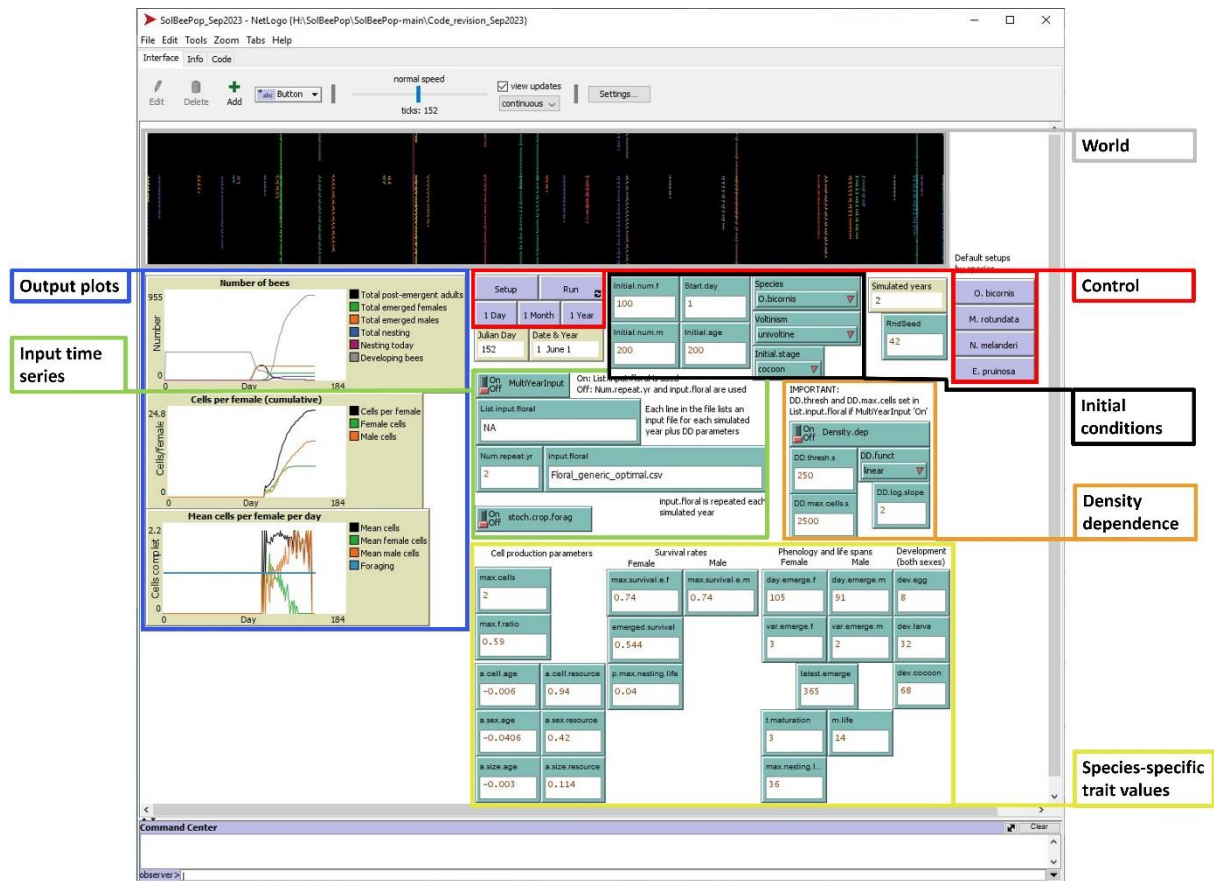 SolBeePop_Sep2023 - NetLogo {H:\SolBeePop\SolBeePop-main\Code_revision_Sep2023}
File Edit Tools Zoom Tabs Help
Interface Info Code
Edit Delete Add Button
normal speed
ticks: 152
view updates
continuous
Settings...
World
Output plots
Number of bees
955
Number
0
0 Day 184
Total post-emergent adults
Total emerged females
Total emerged males
Total nesting
Nesting today
Developing bees
Setup Run
1 Day 1 Month 1 Year
Julian Day
152
Date & Year
1 June 1
Initial.num.f
100
Start.day
1
Species
O.bicornis
Initial.num.m
200
Initial.age
200
Voltinism
univoltine
Initial.stage
cocoon
Simulated years
2
RndSeed
42
Default setups
O. bicornis
M. rotundata
N. melanderi
E. pruinosa
Control
Initial
conditions
Input time
series
Cells per female (cumulative)
24.8
Cells/female
0
0 Day 184
Cells per female
Female cells
Male cells
Mean cells per female per day
2.2
Cells complet
0
0 Day 184
Mean cells
Mean female cells
Mean male cells
Foraging
On
Off
MultiYearInput
On: List.input.floral is used
Off: Num.repeat.yr and input.floral are used
List.input.floral
NA
Each line in the file lists an
input file for each simulated
year plus DD parameters
Num.repeat.yr
2
input.floral
Floral_generic_optimal.csv
input.floral is repeated each
simulated year
On
Off
stoch.crop.forag
IMPORTANT:
DD.thresh and DD.max.cells set in
List.input.floral if MultiYearInput 'On'
On
Off
Density.dep
DD.thresh.s
250
DD.funct
linear
DD.max.cells.s
2500
DD.log.slope
2
Density
dependence
Cell production parameters
Survival rates
Female Male
Phenology and life spans
Female Male
Development
(both sexes)
max.cells
2
max.survival.e.f
0.74
max.survival.e.m
0.74
day.emerge.f
105
day.emerge.m
91
dev.egg
8
max.f.ratio
0.59
emerged.survival
0.544
var.emerge.f
3
var.emerge.m
2
dev.larva
32
a.cell.age
-0.006
a.cell.resource
0.94
p.max.nesting.life
0.04
latest.emerge
365
dev.cocoon
68
a.sex.age
-0.0406
a.sex.resource
0.42
t.maturation
3
m.life
14
a.size.age
-0.003
a.size.resource
0.114
max.nesting.l...
36
Species-specific
trait values
Command Center
Clear
observer>